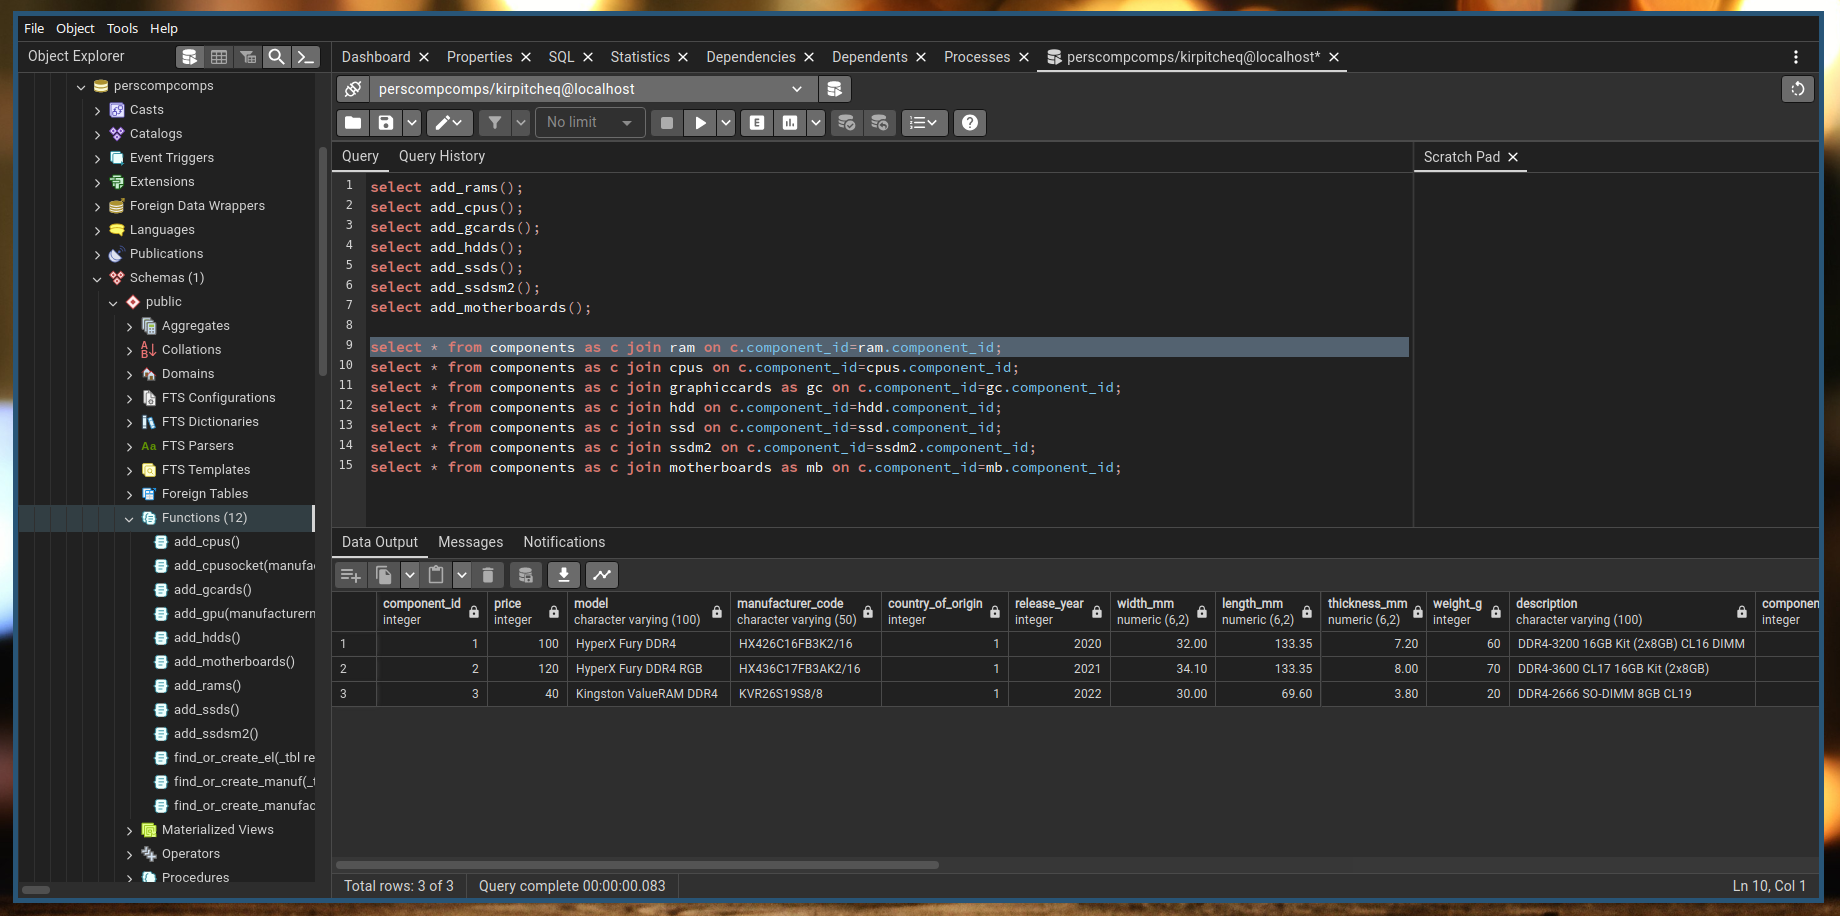 File Object Tools Help
Object Explorer
Dashboard Properties SQL Statistics Dependencies Dependents Processes perscompcomps/kirpitcheq@localhost*
perscompcomps
Casts
Catalogs
Event Triggers
Extensions
Foreign Data Wrappers
Languages
Publications
Schemas (1)
public
Aggregates
Collations
Domains
FTS Configurations
FTS Dictionaries
FTS Parsers
FTS Templates
Foreign Tables
Functions (12)
add_cpus()
add_cpusocket(manufa
add_gcards()
add_gpu(manufacturern
add_hdds()
add_motherboards()
add_rams()
add_ssds()
add_ssdsm2()
find_or_create_el(_tbl re
find_or_create_manuf(_t
find_or_create_manufac
Materialized Views
Operators
Procedures
perscompcomps/kirpitcheq@localhost
No limit
Query Query History
Scratch Pad
1 select add_rams();
2 select add_cpus();
3 select add_gcards();
4 select add_hdds();
5 select add_ssds();
6 select add_ssdsm2();
7 select add_motherboards();
8
9 select * from components as c join ram on c.component_id=ram.component_id;
10 select * from components as c join cpus on c.component_id=cpus.component_id;
11 select * from components as c join graphiccards as gc on c.component_id=gc.component_id;
12 select * from components as c join hdd on c.component_id=hdd.component_id;
13 select * from components as c join ssd on c.component_id=ssd.component_id;
14 select * from components as c join ssdm2 on c.component_id=ssdm2.component_id;
15 select * from components as c join motherboards as mb on c.component_id=mb.component_id;
Data Output Messages Notifications
component_id price model manufacturer_code country_of_origin release_year width_mm length_mm thickness_mm weight_g description componen
integer integer character varying (100) character varying (50) integer integer numeric (6,2) numeric (6,2) numeric (6,2) integer character varying (100) integer
1 1 100 HyperX Fury DDR4 HX426C16FB3K2/16 1 2020 32.00 133.35 7.20 60 DDR4-3200 16GB Kit (2x8GB) CL16 DIMM
2 2 120 HyperX Fury DDR4 RGB HX436C17FB3AK2/16 1 2021 34.10 133.35 8.00 70 DDR4-3600 CL17 16GB Kit (2x8GB)
3 3 40 Kingston ValueRAM DDR4 KVR26S19S8/8 1 2022 30.00 69.60 3.80 20 DDR4-2666 SO-DIMM 8GB CL19
Total rows: 3 of 3 Query complete 00:00:00.083 Ln 10, Col 1